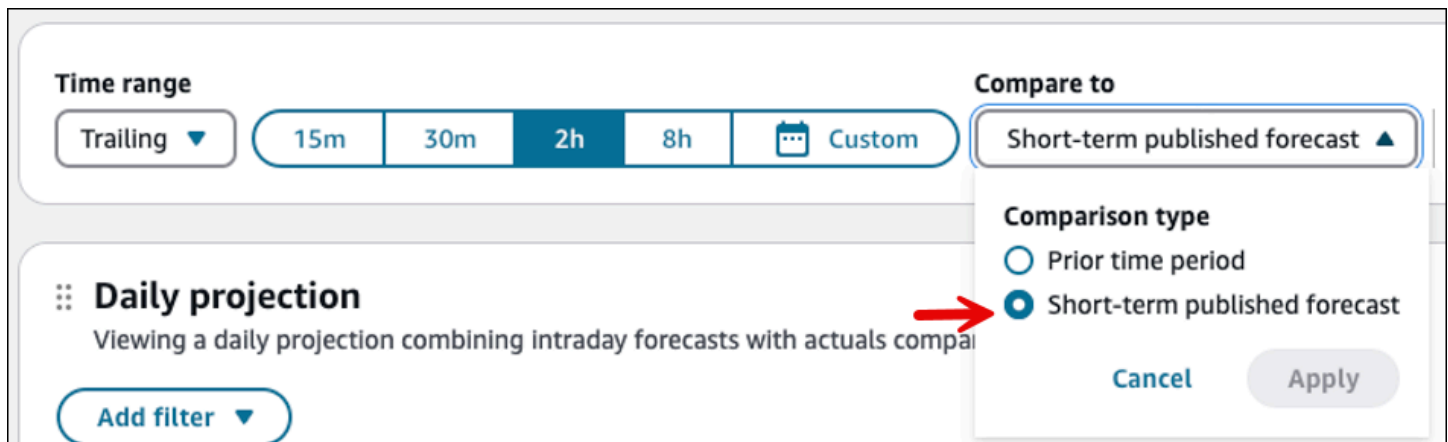 Time range
Compare to
Trailing
15m
30m
2h
8h
Custom
Short-term published forecast
Comparison type
Prior time period
Short-term published forecast
Cancel
Apply
Daily projection
Viewing a daily projection combining intraday forecasts with actuals
Add filter